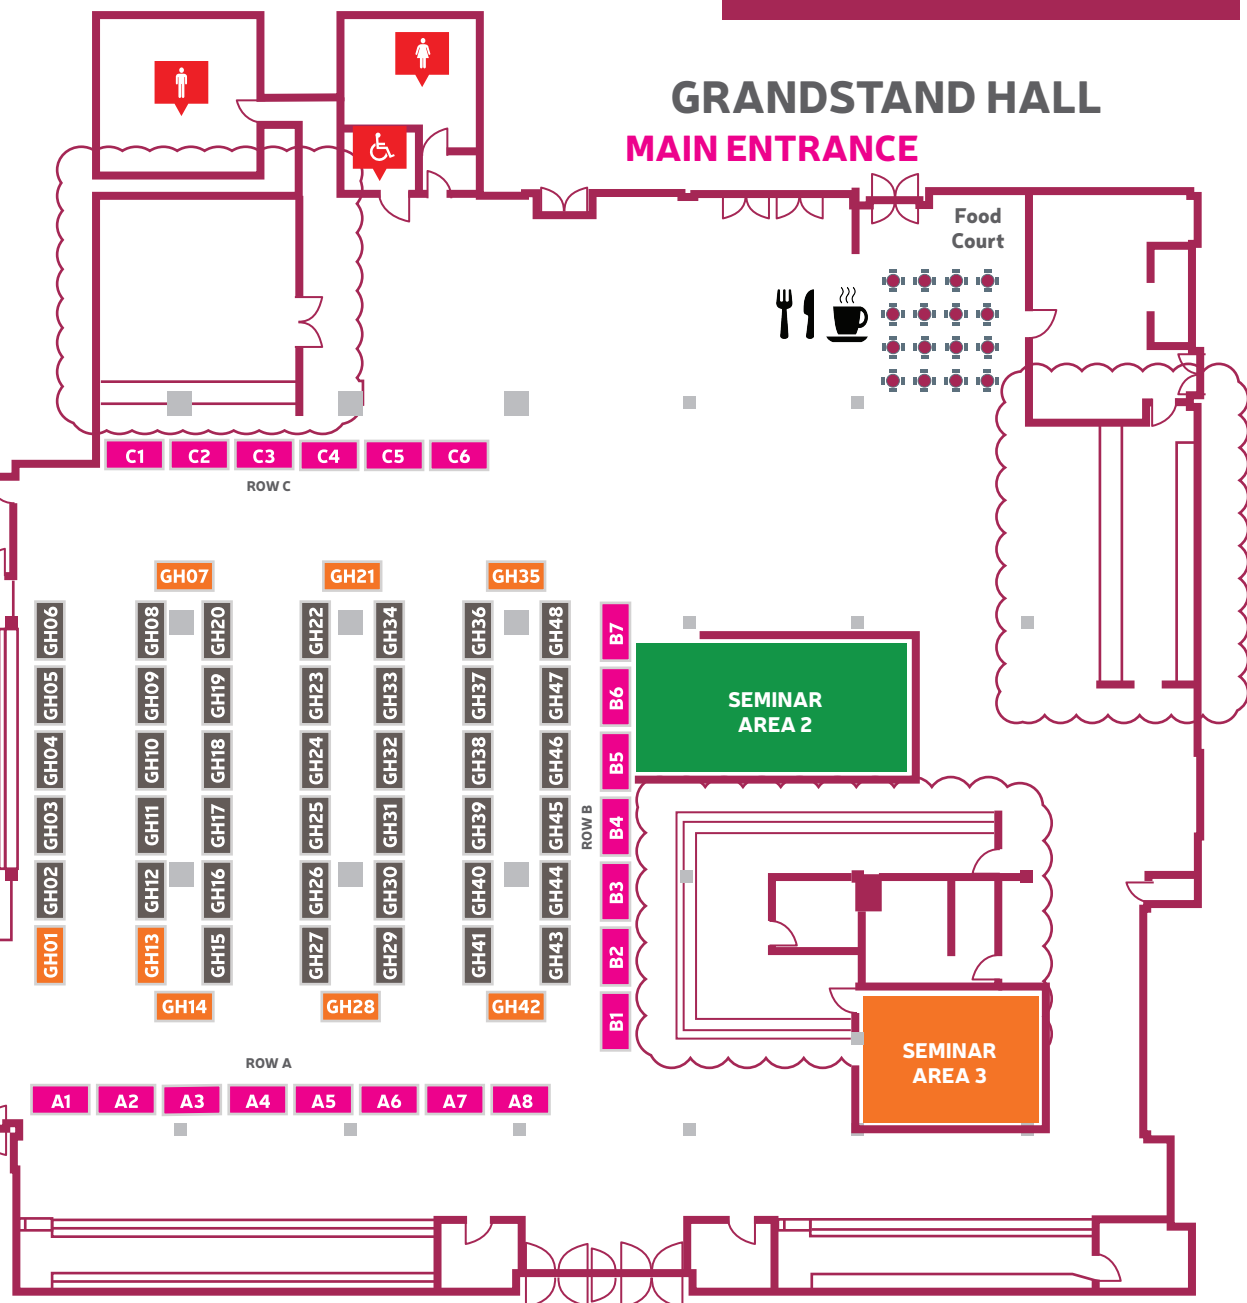 GRANDSTAND HALL
MAIN ENTRANCE
Food
Court
C1 C2 C3 C4 C5 C6
ROW C
GH07 GH21 GH35
GH06 GH08 GH20 GH22 GH34 GH36 GH48 B7
GH05 GH09 GH19 GH23 GH33 GH37 GH47 B6
SEMINAR
AREA 2
GH04 GH10 GH18 GH24 GH32 GH38 GH46 B5
GH03 GH11 GH17 GH25 GH31 GH39 GH45 B4
ROW B
GH02 GH12 GH16 GH26 GH30 GH40 GH44 B3
GH01 GH13 GH15 GH27 GH29 GH41 GH43 B2
GH14 GH28 GH42 B1
SEMINAR
AREA 3
ROW A
A1 A2 A3 A4 A5 A6 A7 A8